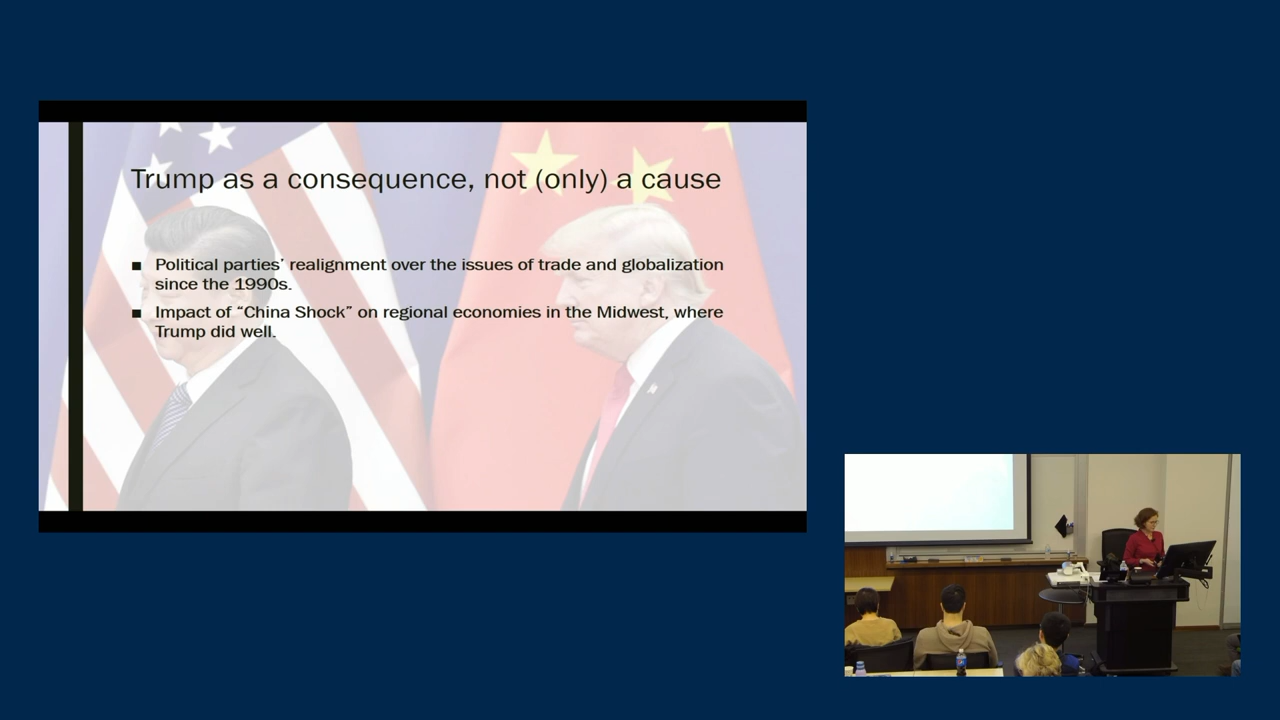 Trump as a consequence, not (only) a cause
■ Political parties’ realignment over the issues of trade and globalization
since the 1990s.
■ Impact of “China Shock” on regional economies in the Midwest, where
Trump did well.